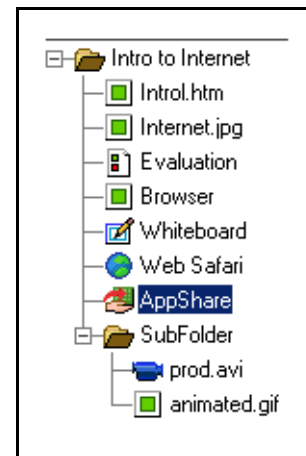 Intro to Internet
Introl.htm
Internet.jpg
Evaluation
Browser
Whiteboard
Web Safari
AppShare
SubFolder
prod.avi
animated.gif